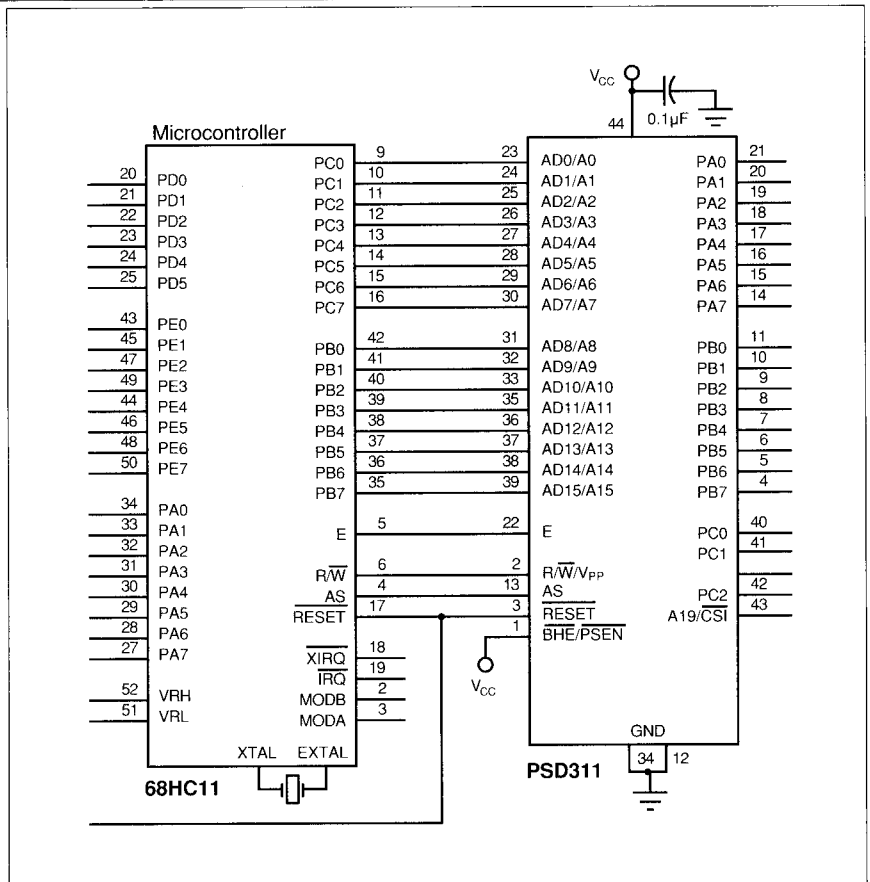 V̅CC
0.1µF
44
Microcontroller
20 PD0
21 PD1
22 PD2
23 PD3
24 PD4
25 PD5
43 PE0
45 PE1
47 PE2
49 PE3
44 PE4
46 PE5
48 PE6
50 PE7
34 PA0
33 PA1
32 PA2
31 PA3
30 PA4
29 PA5
28 PA6
27 PA7
52 VRH
51 VRL
XTAL EXTAL
68HC11
PC0 9
PC1 10
PC2 11
PC3 12
PC4 13
PC5 14
PC6 15
PC7 16
PB0 42
PB1 41
PB2 40
PB3 39
PB4 38
PB5 37
PB6 36
PB7 35
E 5
R/W̅ 6
AS 4
R̅E̅S̅E̅T̅ 17
X̅I̅R̅Q̅ 18
I̅R̅Q̅ 19
MODB 2
MODA 3
23 AD0/A0
24 AD1/A1
25 AD2/A2
26 AD3/A3
27 AD4/A4
28 AD5/A5
29 AD6/A6
30 AD7/A7
31 AD8/A8
32 AD9/A9
33 AD10/A10
35 AD11/A11
36 AD12/A12
37 AD13/A13
38 AD14/A14
39 AD15/A15
22 E
2 R/W̅/VPP
13 AS
3 R̅E̅S̅E̅T̅
1 B̅H̅E̅/P̅S̅E̅N̅
VCC
PA0 21
PA1 20
PA2 19
PA3 18
PA4 17
PA5 16
PA6 15
PA7 14
PB0 11
PB1 10
PB2 9
PB3 8
PB4 7
PB5 6
PB6 5
PB7 4
PC0 40
PC1 41
PC2 42
A19/C̅S̅I̅ 43
GND
34 12
PSD311